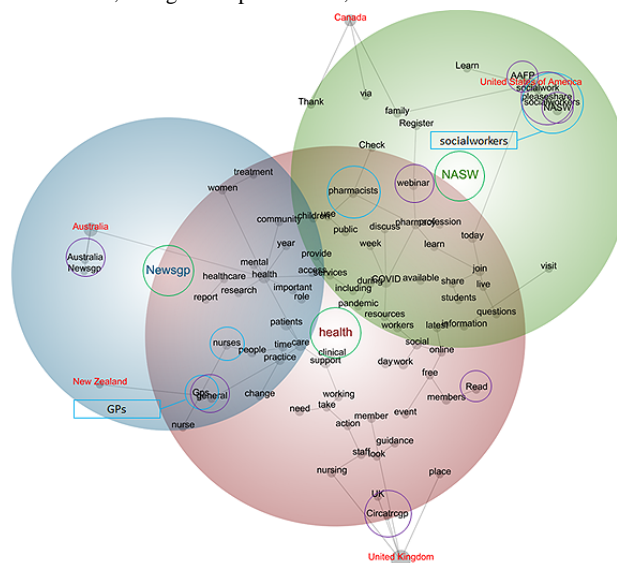 Canada
Learn
AAFP
United States of America
socialwork
pleaseshare
socialworkers
NASW
Thank
via
family
Register
socialworkers
Check
NASW
treatment
women
pharmacists
webinar
community
children
use
public
discuss
pharmacy
profession
Australia
year
week
learn
today
Australia
Newsgp
Newsgp
mental
health
healthcare
provide
access
services
during
COVID
available
join
live
visit
report
research
important
role
including
share
students
pandemic
resources
questions
patients
health
workers
latest
information
nurses
people
time
care
clinical
support
social
online
practice
day
work
New Zealand
Gps
general
change
working
free
members
Read
GPs
nurse
need
take
member
event
action
guidance
staff
look
nursing
place
UK
Circatrcgp
United Kingdom